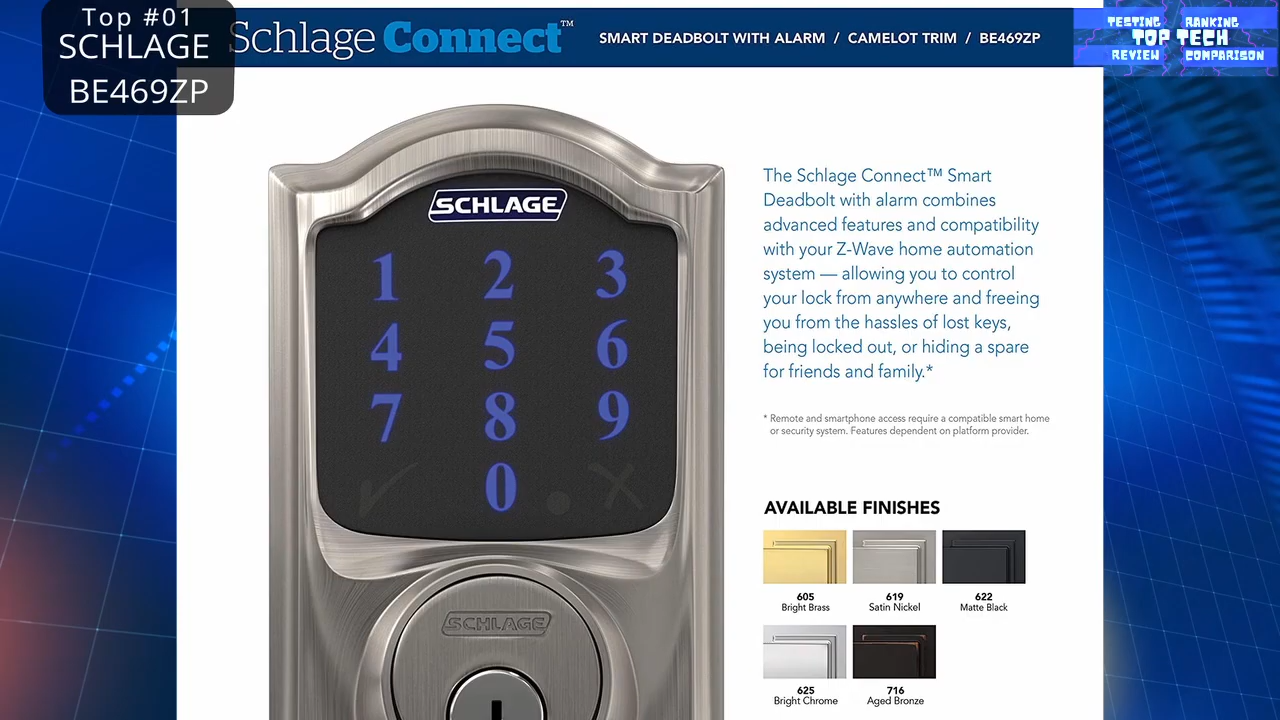 Top #01
SCHLAGE
BE469ZP
Schlage Connect™
SMART DEADBOLT WITH ALARM / CAMELOT TRIM / BE469ZP
TESTING RANKING
TOP TECH
REVIEW COMPARISON
SCHLAGE
1 2 3
4 5 6
7 8 9
0
SCHLAGE
The Schlage Connect™ Smart
Deadbolt with alarm combines
advanced features and compatibility
with your Z-Wave home automation
system — allowing you to control
your lock from anywhere and freeing
you from the hassles of lost keys,
being locked out, or hiding a spare
for friends and family.*
* Remote and smartphone access require a compatible smart home
or security system. Features dependent on platform provider.
AVAILABLE FINISHES
605 619 622
Bright Brass Satin Nickel Matte Black
625 716
Bright Chrome Aged Bronze